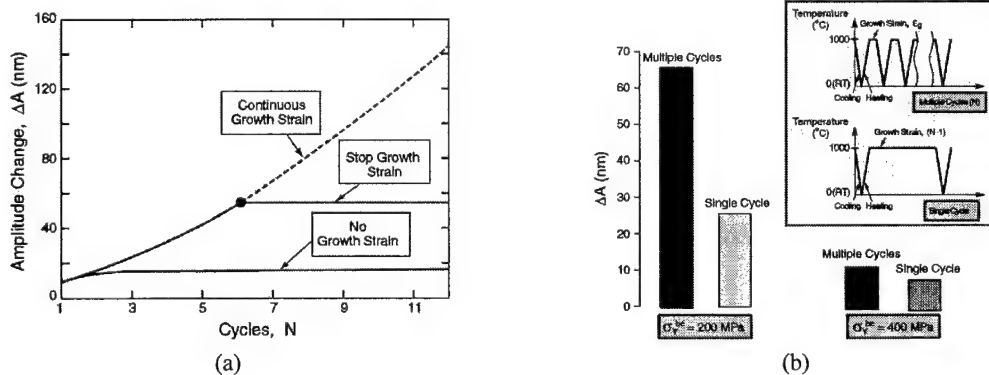 160
120
80
40
0
Amplitude Change, ΔA (nm)
Continuous
Growth Strain
Stop Growth
Strain
No
Growth Strain
1 3 5 7 9 11
Cycles, N
(a)
70
60
50
40
30
20
10
0
ΔA (nm)
Multiple Cycles
Single Cycle
= 200 MPa
Temperature
(°C)
Growth Strain, εg
1000
0(RT)
Cooling Heating
Multiple Cycles (N)
Temperature
(°C)
Growth Strain, (N-1)
1000
0(RT)
Cooling Heating
Single Cycle
Multiple Cycles
Single Cycle
= 400 MPa
(b)